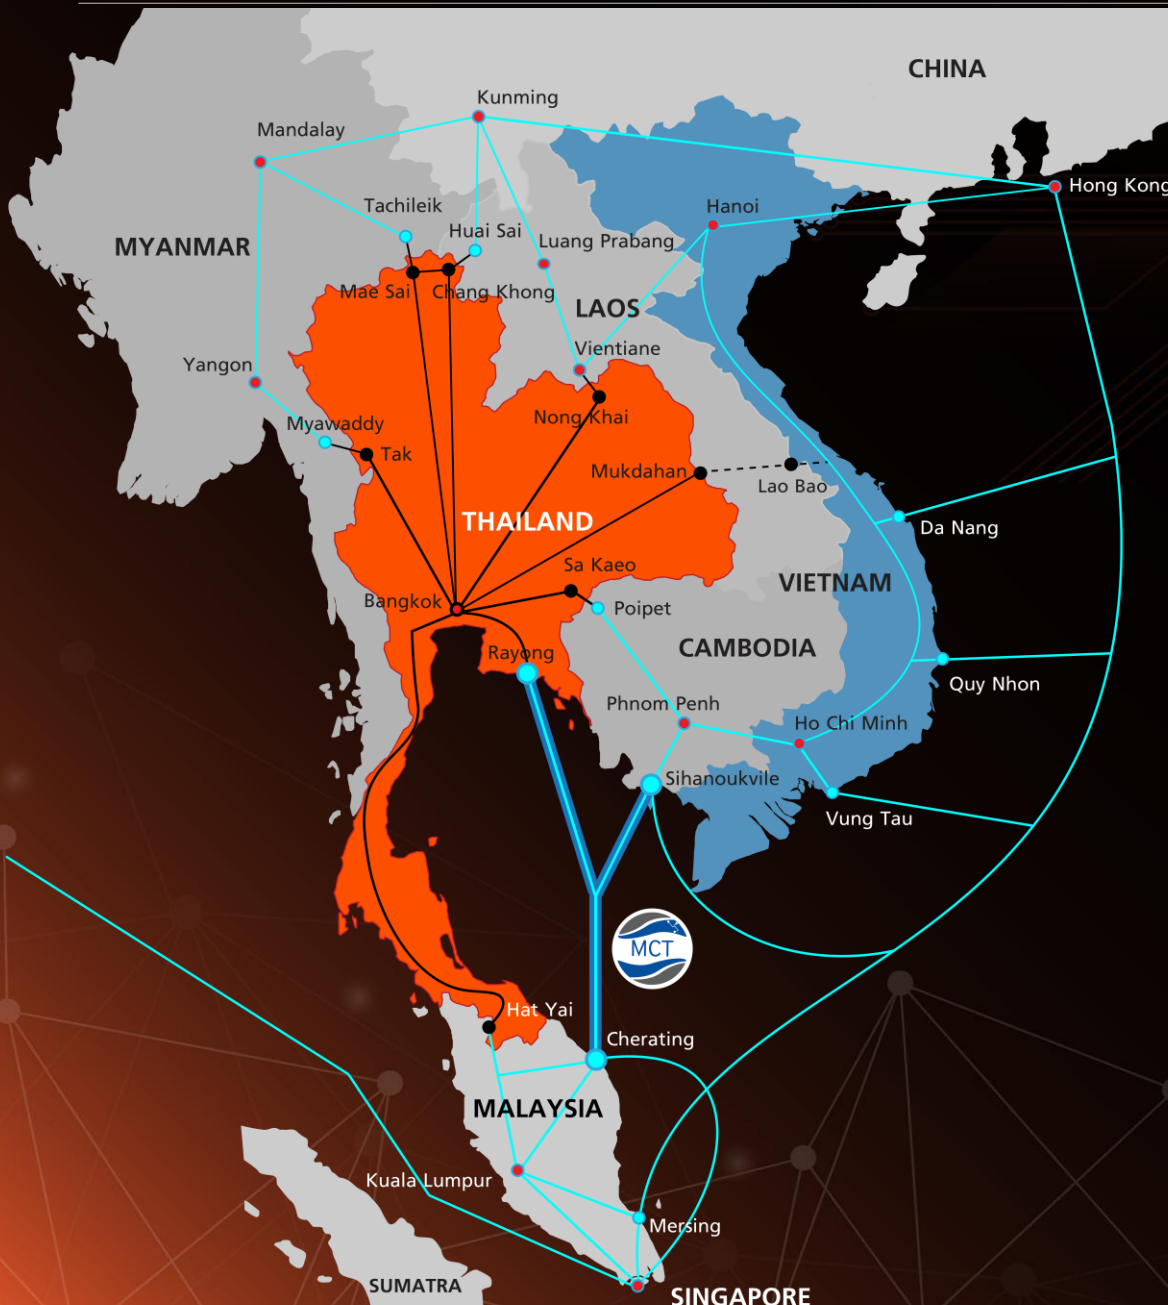 CHINA
Kunming
Mandalay
Hong Kong
Tachileik
Hanoi
Huai Sai
Luang Prabang
MYANMAR
Mae Sai
Chang Khong
LAOS
Vientiane
Yangon
Nong Khai
Myawaddy
Tak
Mukdahan
Lao Bao
THAILAND
Da Nang
Sa Kaeo
VIETNAM
Bangkok
Poipet
CAMBODIA
Rayong
Quy Nhon
Phnom Penh
Ho Chi Minh
Sihanoukvile
Vung Tau
MCT
Hat Yai
Cherating
MALAYSIA
Kuala Lumpur
Mersing
SUMATRA
SINGAPORE